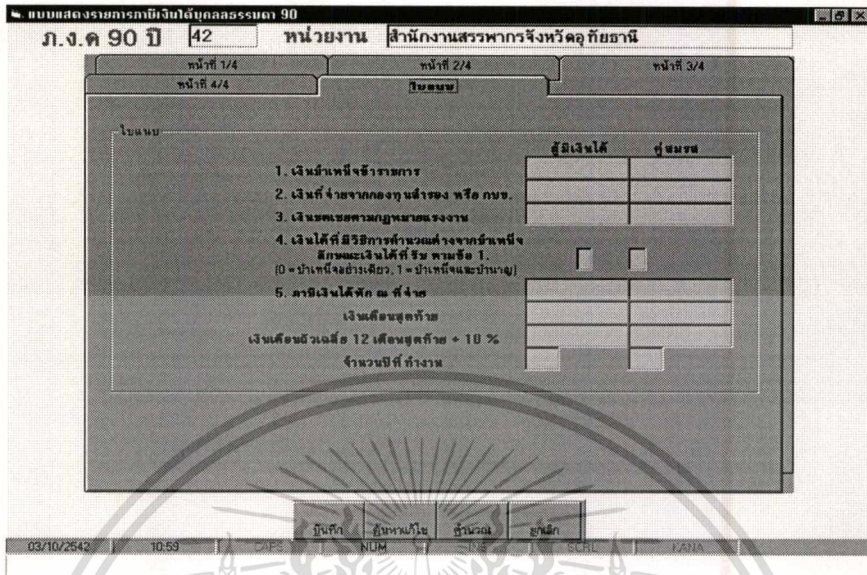 แบบแสดงรายการภาษีเงินได้บุคลลธรรมดา 90
ภ.ง.ด 90 ปี 42 หน่วยงาน สำนักงานสรรพากรจังหวัดอุทัยธานี
หน้าที่ 1/4 หน้าที่ 2/4 หน้าที่ 3/4
หน้าที่ 4/4 ใบแนบ
ใบแนบ
ผู้มีเงินได้ คู่สมรส
1. เงินบำเหน็จข้าราชการ
2. เงินที่จ่ายจากกองทุนสำรอง หรือ กบข.
3. เงินชดเชยตามกฎหมายแรงงาน
4. เงินได้ที่มีวิธีการคำนวณต่างจากบำเหน็จ
ลักษณะเงินได้ที่รับ ตามข้อ 1.
(0 = บำเหน็จอย่างเดียว, 1 = บำเหน็จและบำนาญ)
5. ภาษีเงินได้หัก ณ ที่จ่าย
เงินเดือนสุดท้าย
เงินเดือนถัวเฉลี่ย 12 เดือนสุดท้าย + 10 %
จำนวนปีที่ทำงาน
บันทึก ค้นหาแก้ไข คำนวณ ยกเลิก
03/10/2542 10:59 CAPS NUM INS SCRL KANA